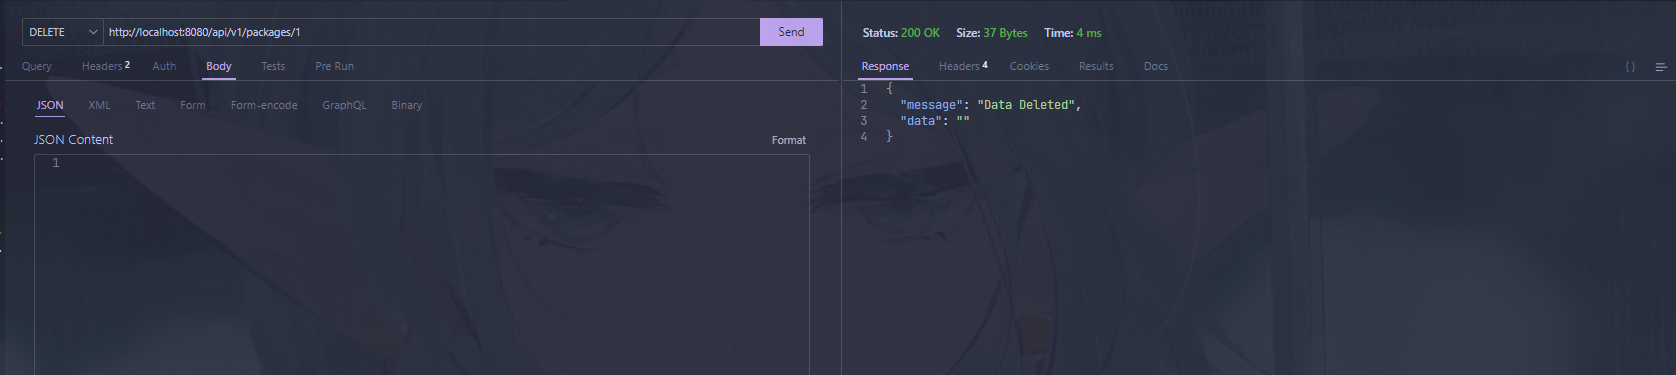 DELETE http://localhost:8080/api/v1/packages/1 Send
Query Headers 2 Auth Body Tests Pre Run
JSON XML Text Form Form-encode GraphQL Binary
JSON Content Format
1
Status: 200 OK Size: 37 Bytes Time: 4 ms
Response Headers 4 Cookies Results Docs { }
1 {
2 "message": "Data Deleted",
3 "data": ""
4 }